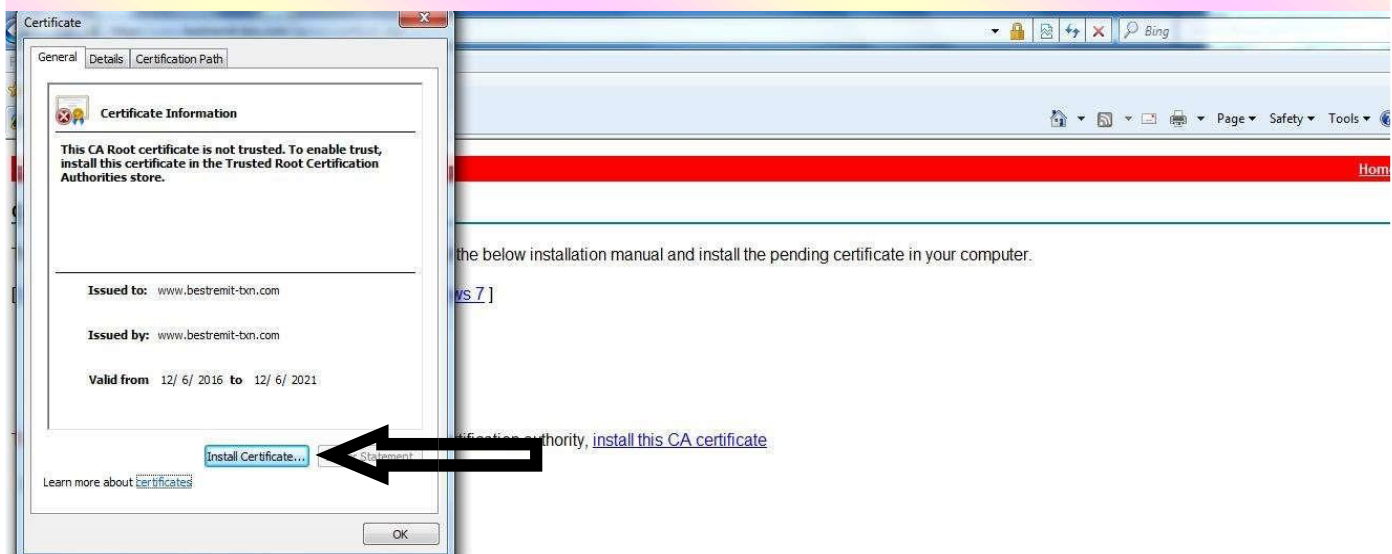 Certificate
Bing
General Details Certification Path
Page Safety Tools
Certificate Information
This CA Root certificate is not trusted. To enable trust,
install this certificate in the Trusted Root Certification
Authorities store.
Home
the below installation manual and install the pending certificate in your computer.
Issued to: www.bestremit-txn.com
ws 7 ]
Issued by: www.bestremit-txn.com
Valid from 12/ 6/ 2016 to 12/ 6/ 2021
authority, install this CA certificate
Install Certificate... Statement
Learn more about certificates
OK